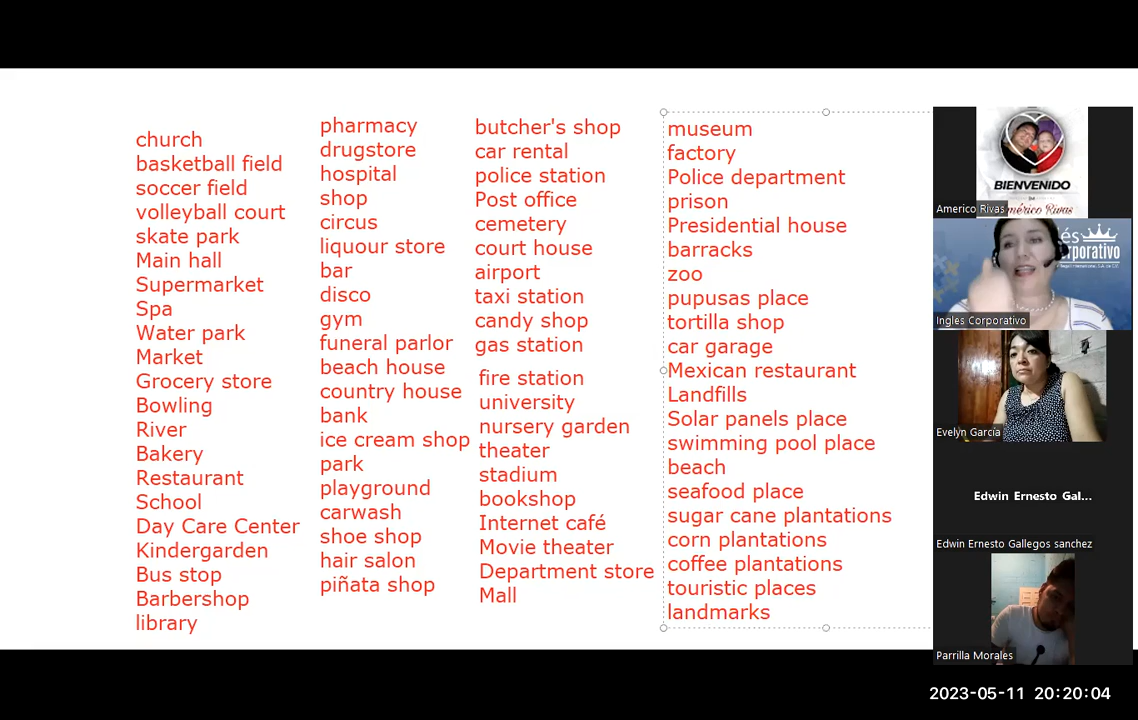 church
basketball field
soccer field
volleyball court
skate park
Main hall
Supermarket
Spa
Water park
Market
Grocery store
Bowling
River
Bakery
Restaurant
School
Day Care Center
Kindergarden
Bus stop
Barbershop
library
pharmacy
drugstore
hospital
shop
circus
liquour store
bar
disco
gym
funeral parlor
beach house
country house
bank
ice cream shop
park
playground
carwash
shoe shop
hair salon
piñata shop
butcher's shop
car rental
police station
Post office
cemetery
court house
airport
taxi station
candy shop
gas station
fire station
university
nursery garden
theater
stadium
bookshop
Internet café
Movie theater
Department store
Mall
museum
factory
Police department
prison
Presidential house
barracks
zoo
pupusas place
tortilla shop
car garage
Mexican restaurant
Landfills
Solar panels place
swimming pool place
beach
seafood place
sugar cane plantations
corn plantations
coffee plantations
touristic places
landmarks
BIENVENIDO
Américo Rivas
Americo Rivas
és
orporativo
Ingles Corporativo
Evelyn García
Edwin Ernesto Gal...
Edwin Ernesto Gallegos sanchez
Parrilla Morales
2023-05-11 20:20:04